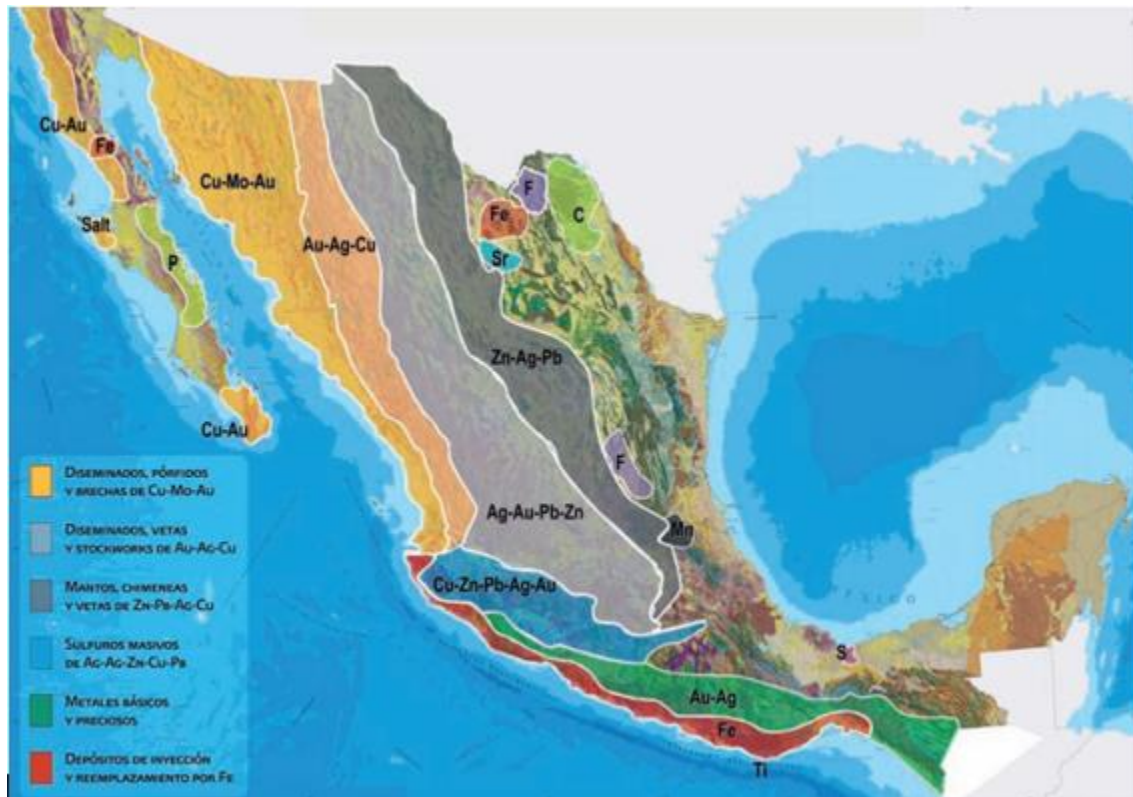 Cu-Au
Fe
Cu-Mo-Au
Salt
P
Au-Ag-Cu
F
Fe
C
Sr
Zn-Ag-Pb
Cu-Au
F
Ag-Au-Pb-Zn
Mn
Cu-Zn-Pb-Ag-Au
S
Au-Ag
Fe
Ti
MÉXICO
DISEMINADOS, PÓRFIDOS
Y BRECHAS DE CU-MO-AU
DISEMINADOS, VETAS
Y STOCKWORKS DE AU-AG-CU
MANTOS, CHIMENEAS
Y VETAS DE ZN-PB-AG-CU
SULFUROS MASIVOS
DE AG-AG-ZN-CU-PB
METALES BÁSICOS
Y PRECIOSOS
DEPÓSITOS DE INYECCIÓN
Y REEMPLAZAMIENTO POR FE